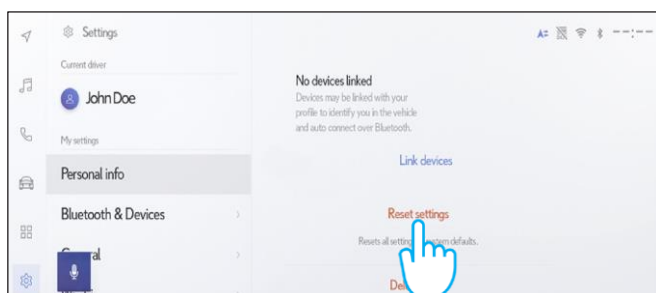 Settings
Current driver
John Doe
My settings
Personal info
Bluetooth & Devices
No devices linked
Devices may be linked with your
profile to identify you in the vehicle
and auto connect over Bluetooth.
Link devices
Reset settings
Resets all settings system defaults.
--:--